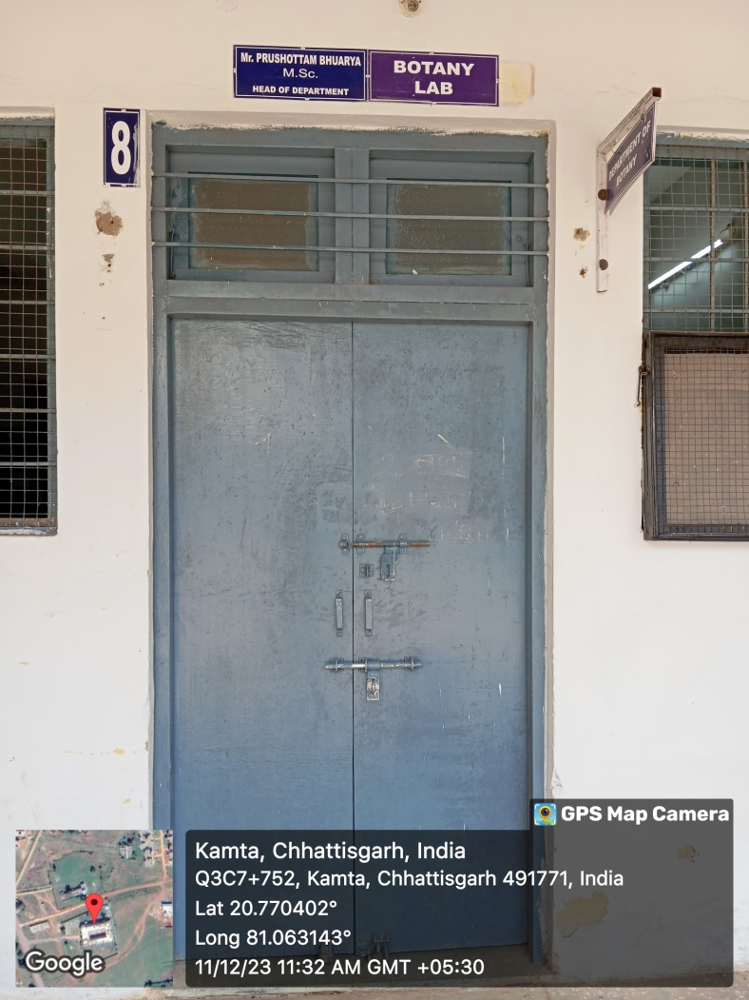 Mr. PRUSHOTTAM BHUARYA
M.Sc.
HEAD OF DEPARTMENT
BOTANY
LAB
8
DEPARTMENT OF
BOTANY
GPS Map Camera
Kamta, Chhattisgarh, India
Q3C7+752, Kamta, Chhattisgarh 491771, India
Lat 20.770402°
Long 81.063143°
11/12/23 11:32 AM GMT +05:30
Google